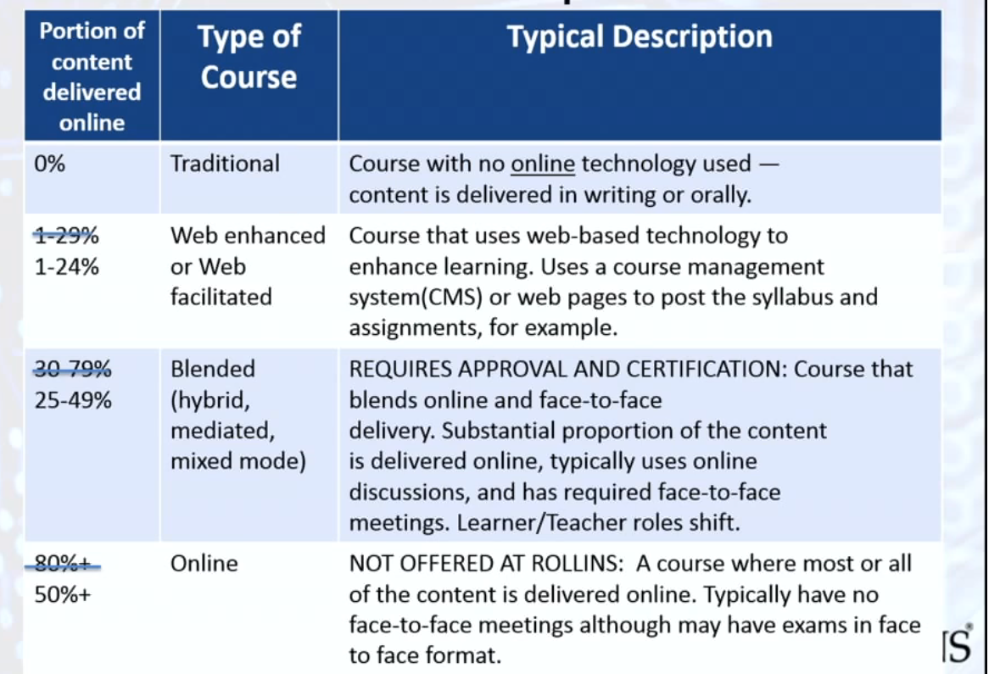 Portion of
content
delivered
online
Type of
Course
Typical Description
0%
Traditional
Course with no online technology used —
content is delivered in writing or orally.
1-29%
1-24%
Web enhanced
or Web
facilitated
Course that uses web-based technology to
enhance learning. Uses a course management
system(CMS) or web pages to post the syllabus and
assignments, for example.
30-79%
25-49%
Blended
(hybrid,
mediated,
mixed mode)
REQUIRES APPROVAL AND CERTIFICATION: Course that
blends online and face-to-face
delivery. Substantial proportion of the content
is delivered online, typically uses online
discussions, and has required face-to-face
meetings. Learner/Teacher roles shift.
80%+
50%+
Online
NOT OFFERED AT ROLLINS:  A course where most or all
of the content is delivered online. Typically have no
face-to-face meetings although may have exams in face
to face format.